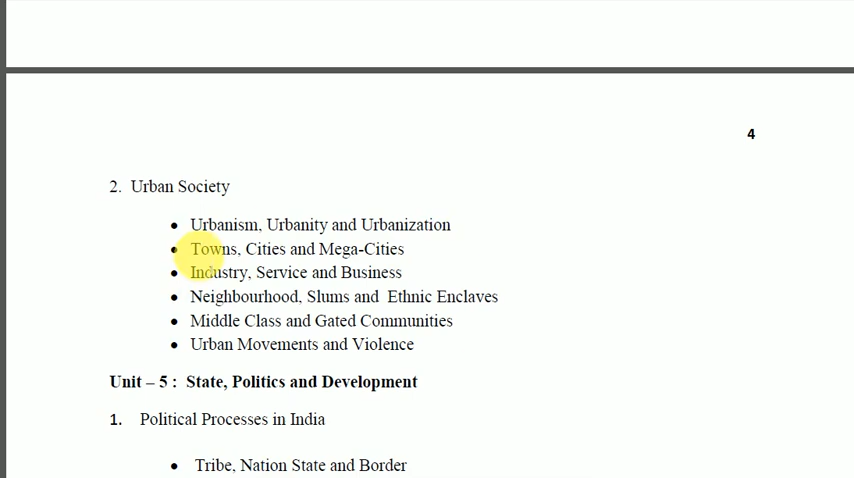 4
2. Urban Society
• Urbanism, Urbanity and Urbanization
• Towns, Cities and Mega-Cities
• Industry, Service and Business
• Neighbourhood, Slums and Ethnic Enclaves
• Middle Class and Gated Communities
• Urban Movements and Violence
Unit – 5 : State, Politics and Development
1. Political Processes in India
• Tribe, Nation State and Border